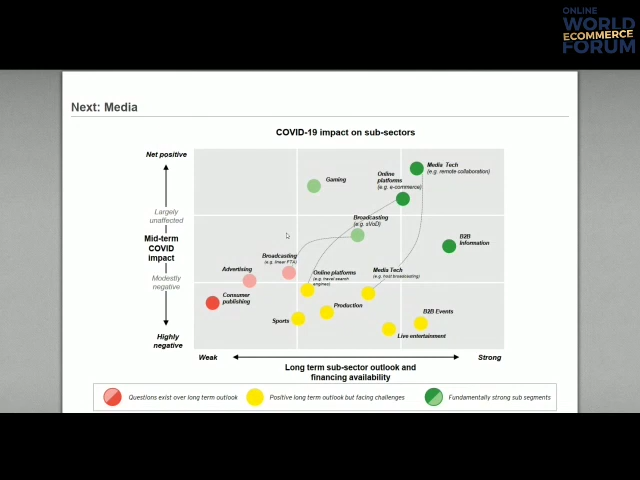 ONLINE
WORLD
ECOMMERCE
FORUM
Next: Media
COVID-19 impact on sub-sectors
Net positive
Largely
unaffected
Mid-term
COVID
impact
Modestly
negative
Highly
negative
Media Tech
(e.g. remote collaboration)
Online
platforms
(e.g. e-commerce)
Gaming
Broadcasting
(e.g. sVoD)
B2B
Information
Broadcasting
(e.g. linear FTA)
Advertising
Online platforms
(e.g. travel search
engines)
Media Tech
(e.g. host broadcasting)
Consumer
publishing
Production
Sports
B2B Events
Live entertainment
Weak
Strong
Long term sub-sector outlook and
financing availability
Questions exist over long term outlook
Positive long term outlook but facing challenges
Fundamentally strong sub segments